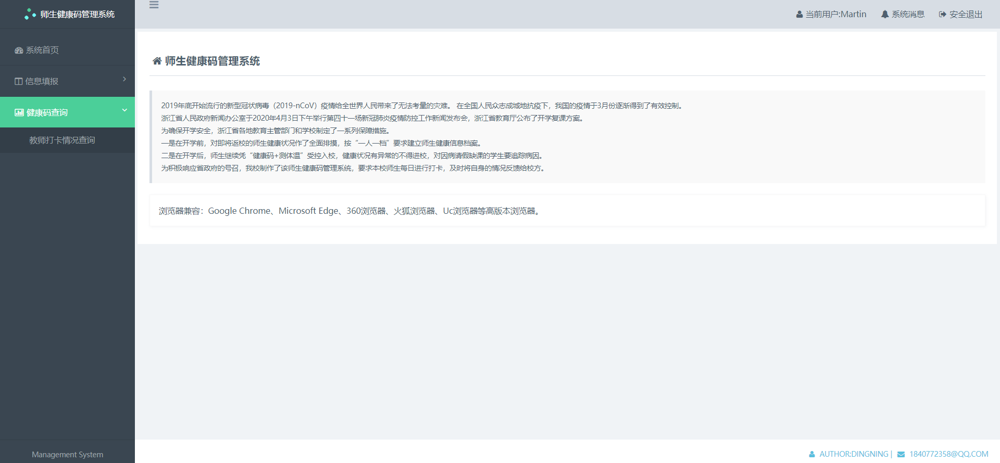 师生健康码管理系统
当前用户:Martin
系统消息
安全退出
系统首页
信息填报
健康码查询
教师打卡情况查询
师生健康码管理系统
2019年底开始流行的新型冠状病毒（2019-nCoV）疫情给全世界人民带来了无法考量的灾难。 在全国人民众志成城地抗疫下，我国的疫情于3月份逐渐得到了有效控制。
浙江省人民政府新闻办公室于2020年4月3日下午举行第四十一场新冠肺炎疫情防控工作新闻发布会，浙江省教育厅公布了开学复课方案。
为确保开学安全，浙江省各地教育主管部门和学校制定了一系列保障措施。
一是在开学前，对即将返校的师生健康状况作了全面排摸，按“一人一档”要求建立师生健康信息档案。
二是在开学后，师生继续凭“健康码+测体温”受控入校，健康状况有异常的不得进校，对因病请假缺课的学生要追踪病因。
为积极响应省政府的号召，我校制作了该师生健康码管理系统，要求本校师生每日进行打卡，及时将自身的情况反馈给校方。
浏览器兼容：Google Chrome、Microsoft Edge、360浏览器、火狐浏览器、Uc浏览器等高版本浏览器。
Management System
AUTHOR:DINGNING | 1840772358@QQ.COM